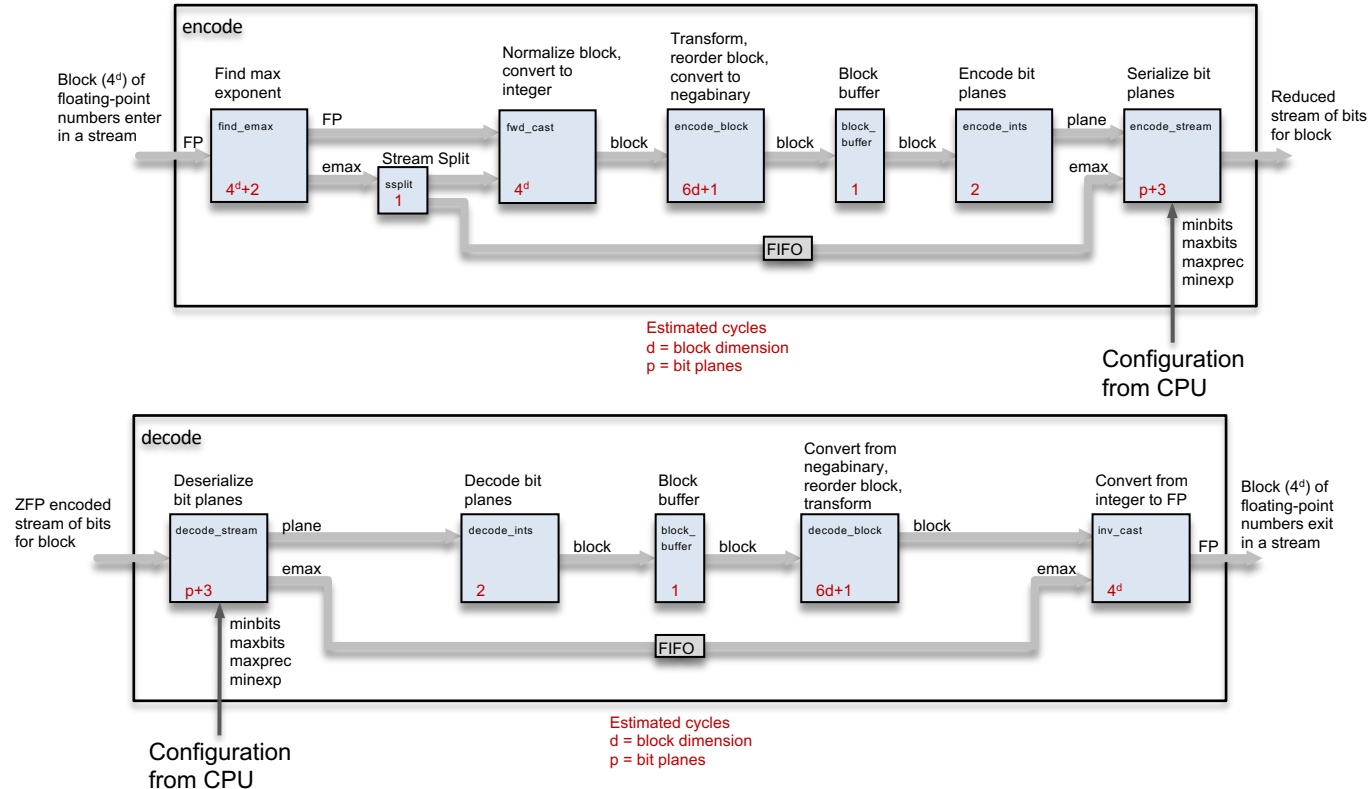 encode
Block (4ᵈ) of
floating-point
numbers enter
in a stream
FP
Find max
exponent
find_emax
4ᵈ+2
FP
emax
Stream Split
ssplit
1
Normalize block,
convert to
integer
fwd_cast
4ᵈ
block
Transform,
reorder block,
convert to
negabinary
encode_block
6d+1
block
Block
buffer
block_
buffer
1
block
Encode bit
planes
encode_ints
2
plane
emax
Serialize bit
planes
encode_stream
p+3
Reduced
stream of bits
for block
FIFO
minbits
maxbits
maxprec
minexp
Estimated cycles
d = block dimension
p = bit planes
Configuration
from CPU
decode
ZFP encoded
stream of bits
for block
Deserialize
bit planes
decode_stream
p+3
plane
emax
Decode bit
planes
decode_ints
2
block
Block
buffer
block_
buffer
1
block
Convert from
negabinary,
reorder block,
transform
decode_block
6d+1
block
emax
Convert from
integer to FP
inv_cast
4ᵈ
FP
Block (4ᵈ) of
floating-point
numbers exit
in a stream
FIFO
minbits
maxbits
maxprec
minexp
Configuration
from CPU
Estimated cycles
d = block dimension
p = bit planes